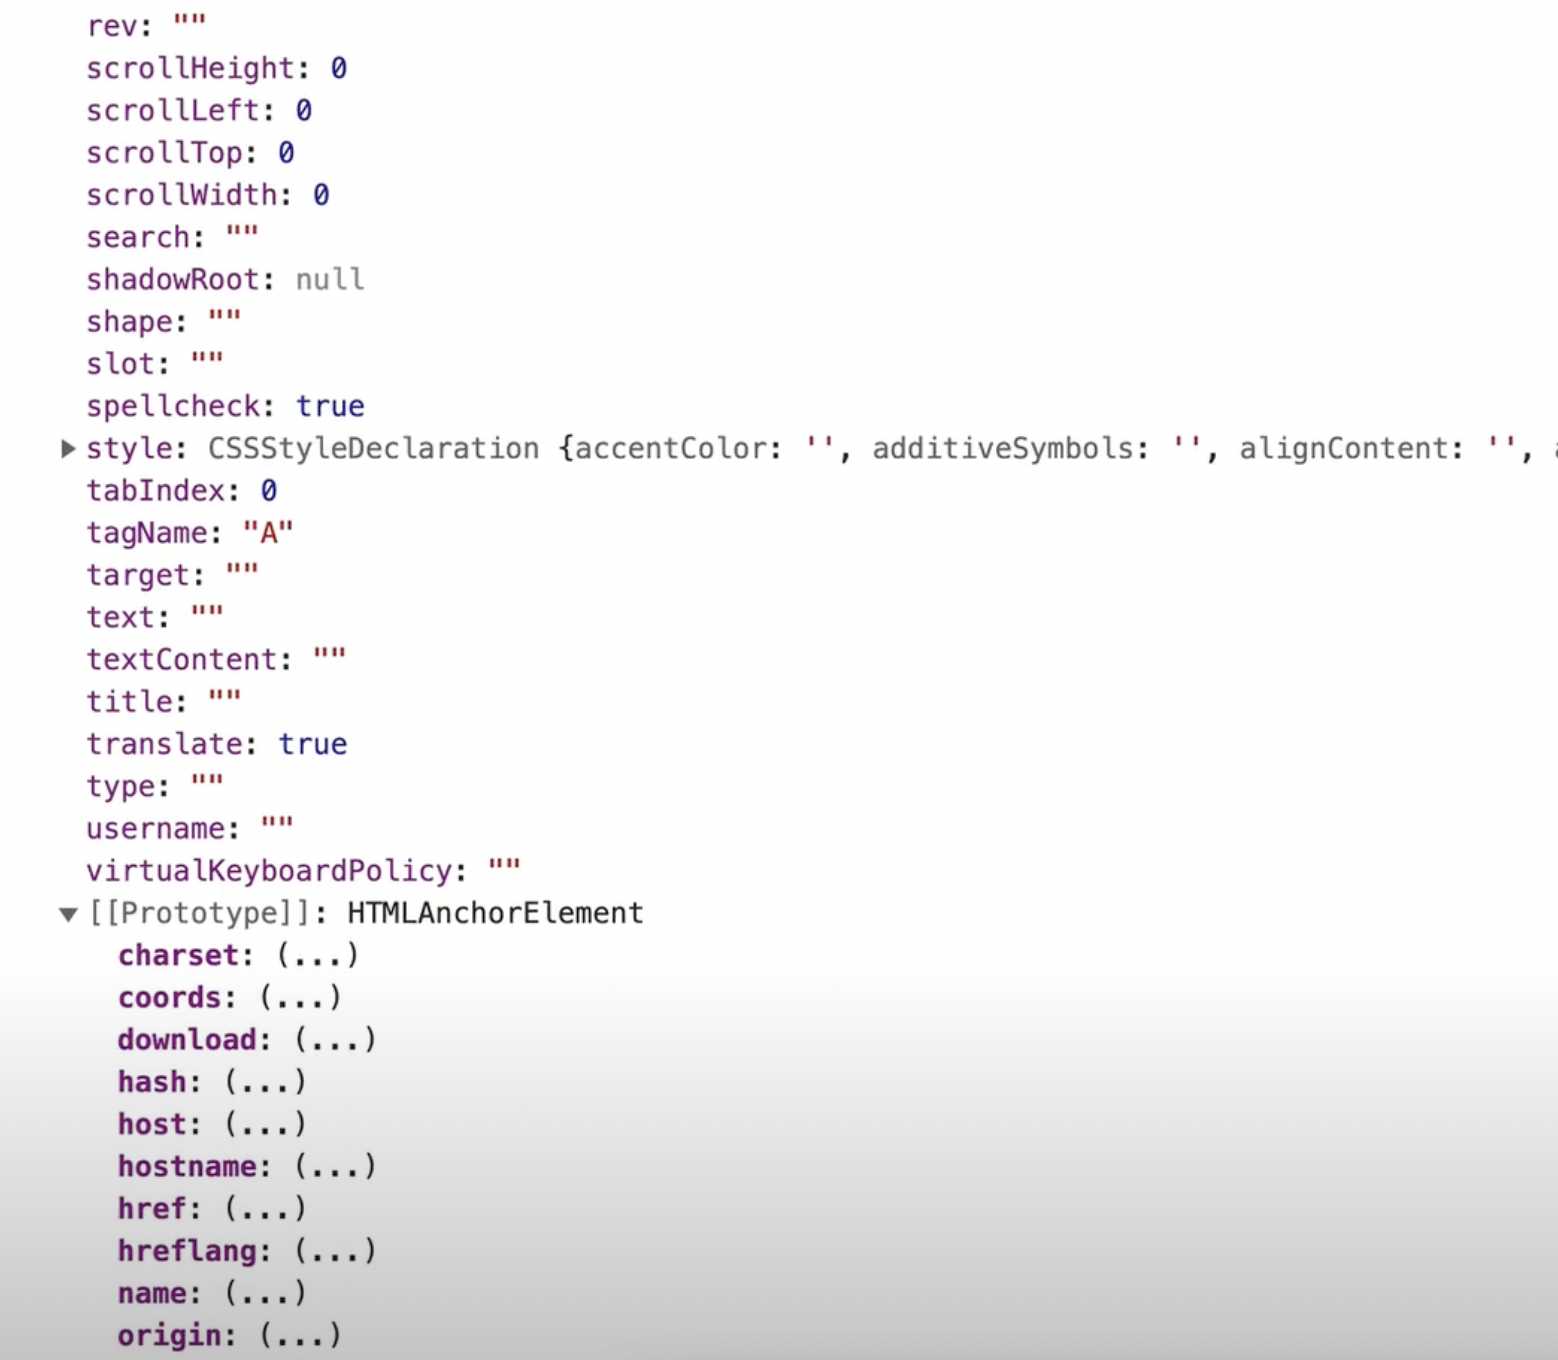 rev: ""
scrollHeight: 0
scrollLeft: 0
scrollTop: 0
scrollWidth: 0
search: ""
shadowRoot: null
shape: ""
slot: ""
spellcheck: true
▶ style: CSSStyleDeclaration {accentColor: '', additiveSymbols: '', alignContent: '',
tabIndex: 0
tagName: "A"
target: ""
text: ""
textContent: ""
title: ""
translate: true
type: ""
username: ""
virtualKeyboardPolicy: ""
▼ [[Prototype]]: HTMLAnchorElement
charset: (...)
coords: (...)
download: (...)
hash: (...)
host: (...)
hostname: (...)
href: (...)
hreflang: (...)
name: (...)
origin: (...)